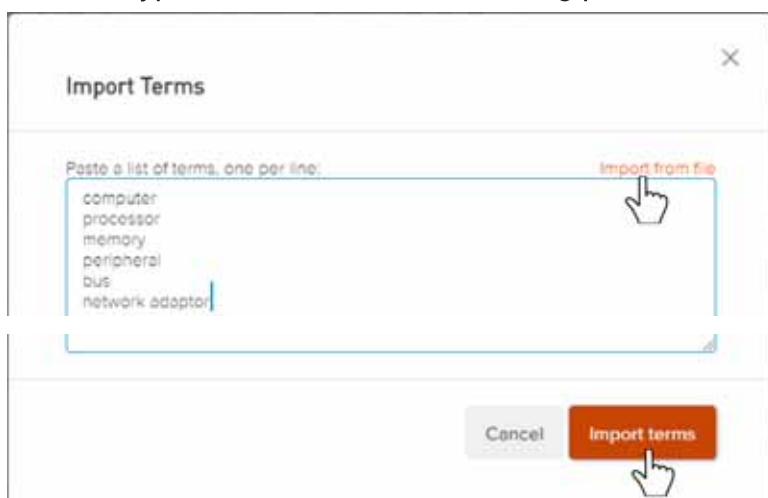 Import Terms
Paste a list of terms, one per line: Import from file
computer
processor
memory
peripheral
bus
network adaptor
Cancel Import terms